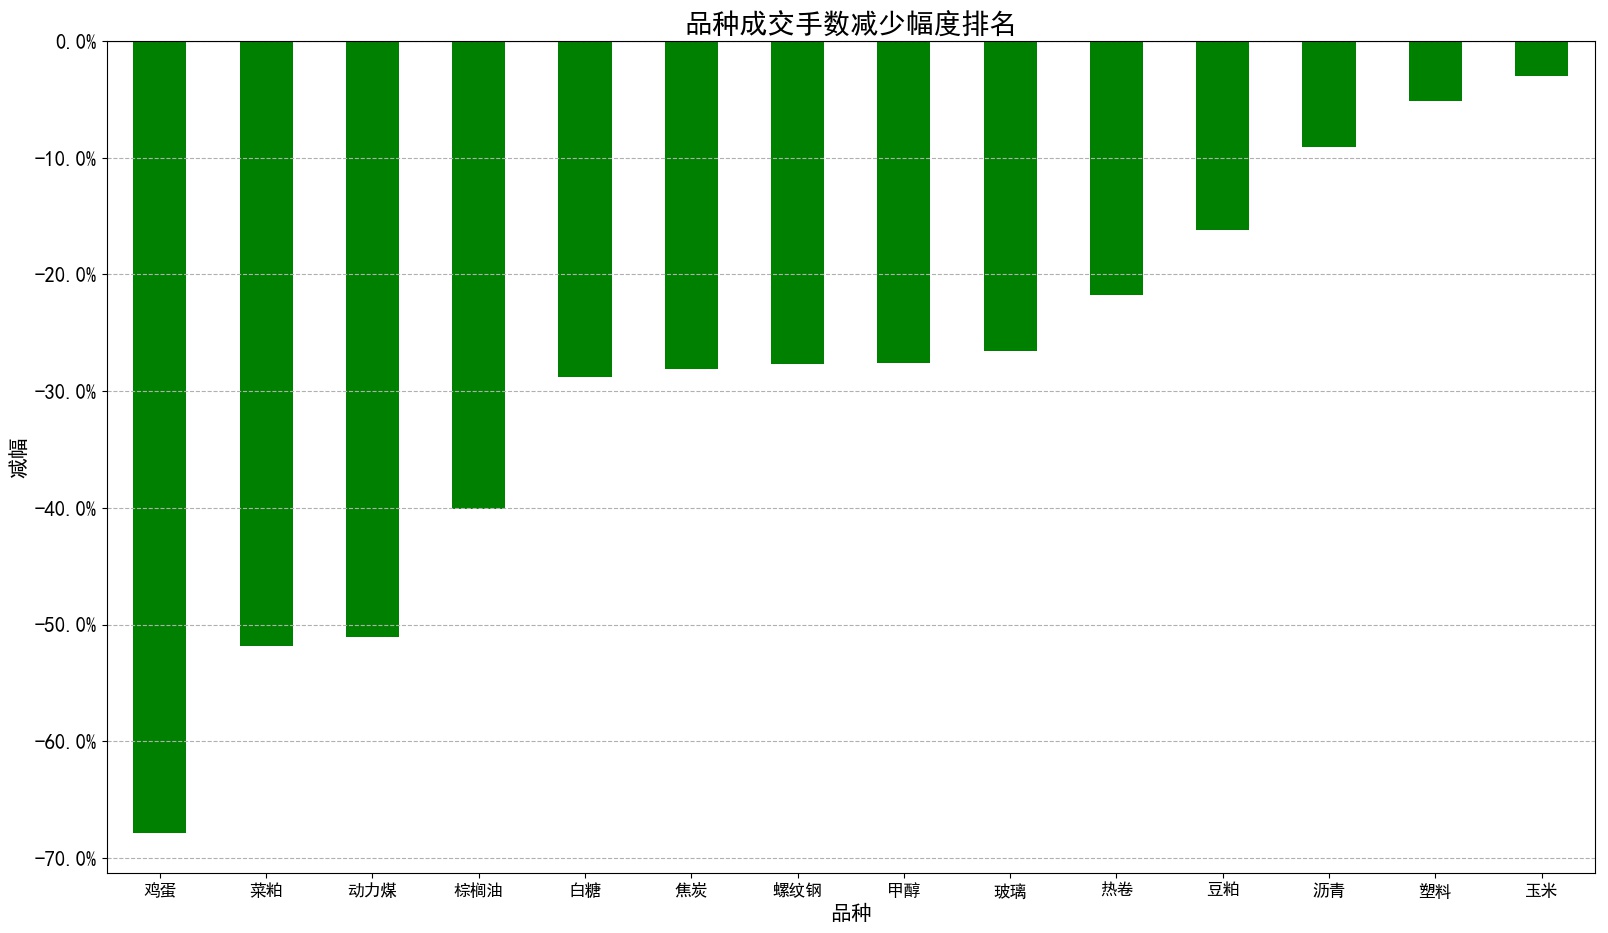 品种成交手数减少幅度排名
0.0%
−10.0%
−20.0%
−30.0%
−40.0%
−50.0%
−60.0%
−70.0%
减幅
鸡蛋 菜粕 动力煤 棕榈油 白糖 焦炭 螺纹钢 甲醇 玻璃 热卷 豆粕 沥青 塑料 玉米
品种